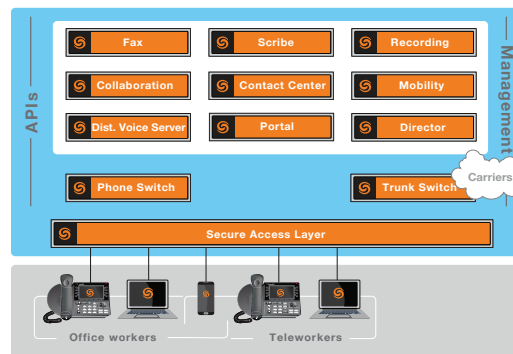 Fax
Scribe
Recording
Collaboration
Contact Center
Mobility
Dist. Voice Server
Portal
Director
APIs
Management
Carriers
Phone Switch
Trunk Switch
Secure Access Layer
Office workers
Teleworkers